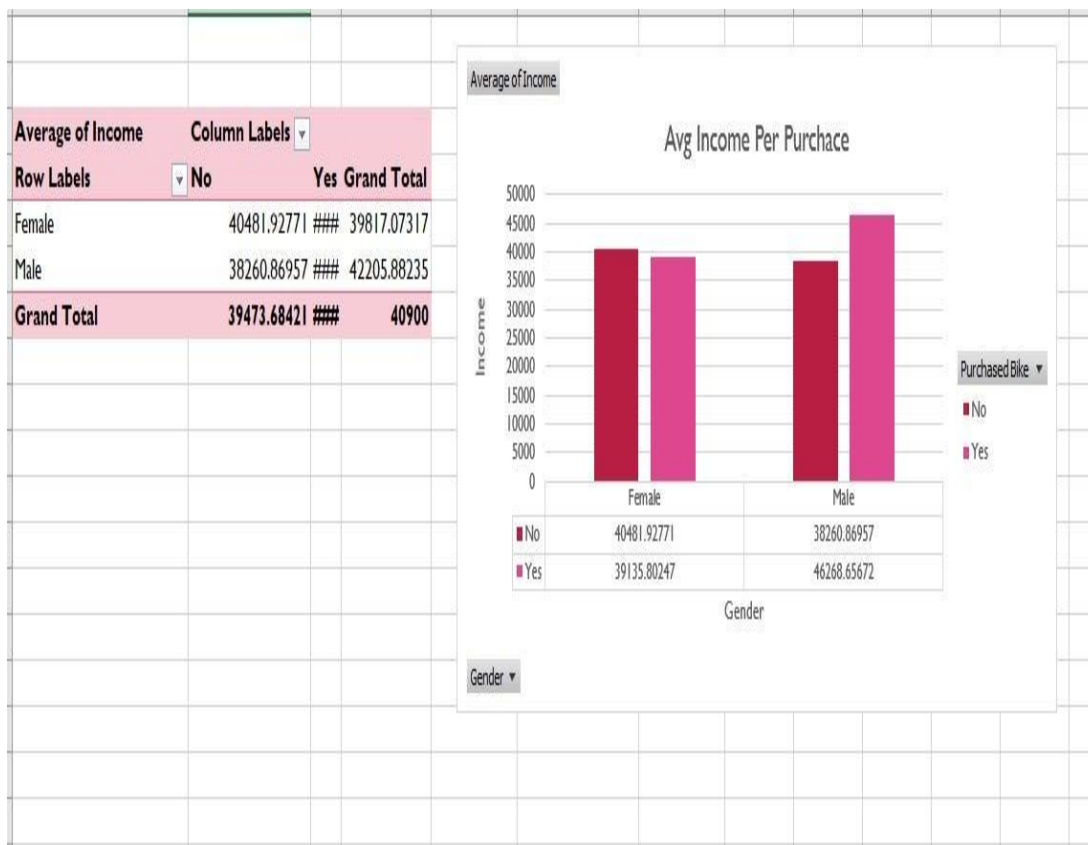 Average of Income Column Labels
Row Labels No Yes Grand Total
Female 40481.92771 ### 39817.07317
Male 38260.86957 ### 42205.88235
Grand Total 39473.68421 #### 40900
Average of Income
Avg Income Per Purchace
Income
50000
45000
40000
35000
30000
25000
20000
15000
10000
5000
0
Female Male
No 40481.92771 38260.86957
Yes 39135.80247 46268.65672
Gender
Purchased Bike
No
Yes
Gender